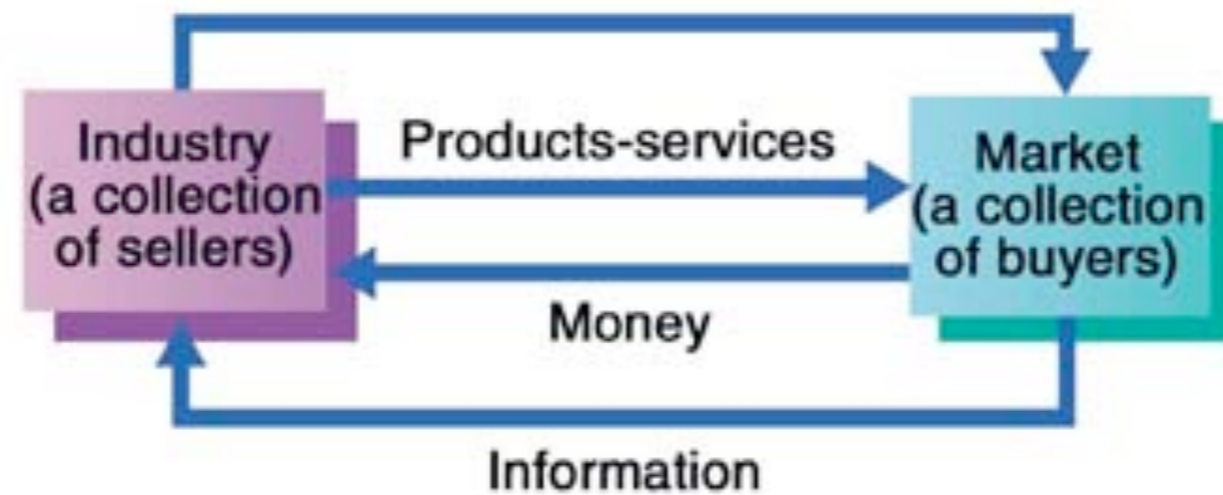 Industry
(a collection
of sellers)
Products-services
Market
(a collection
of buyers)
Money
Information